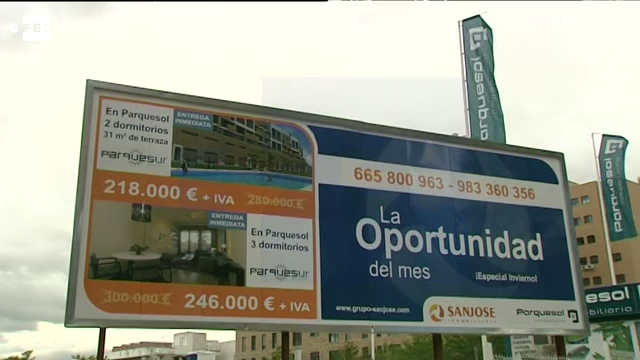 EFE:
En Parquesol
2 dormitorios
31 m² de terraza
parquesur
ENTREGA
INMEDIATA
218.000 € + IVA
280.000 €
ENTREGA
INMEDIATA
En Parquesol
3 dormitorios
parquesur
300.000 €
246.000 € + IVA
665 800 963 - 983 360 356
La
Oportunidad
del mes
¡Especial Invierno!
www.grupo-sanjose.com
SANJOSE
inmobiliaria
Parquesol
parquesol
parquesol